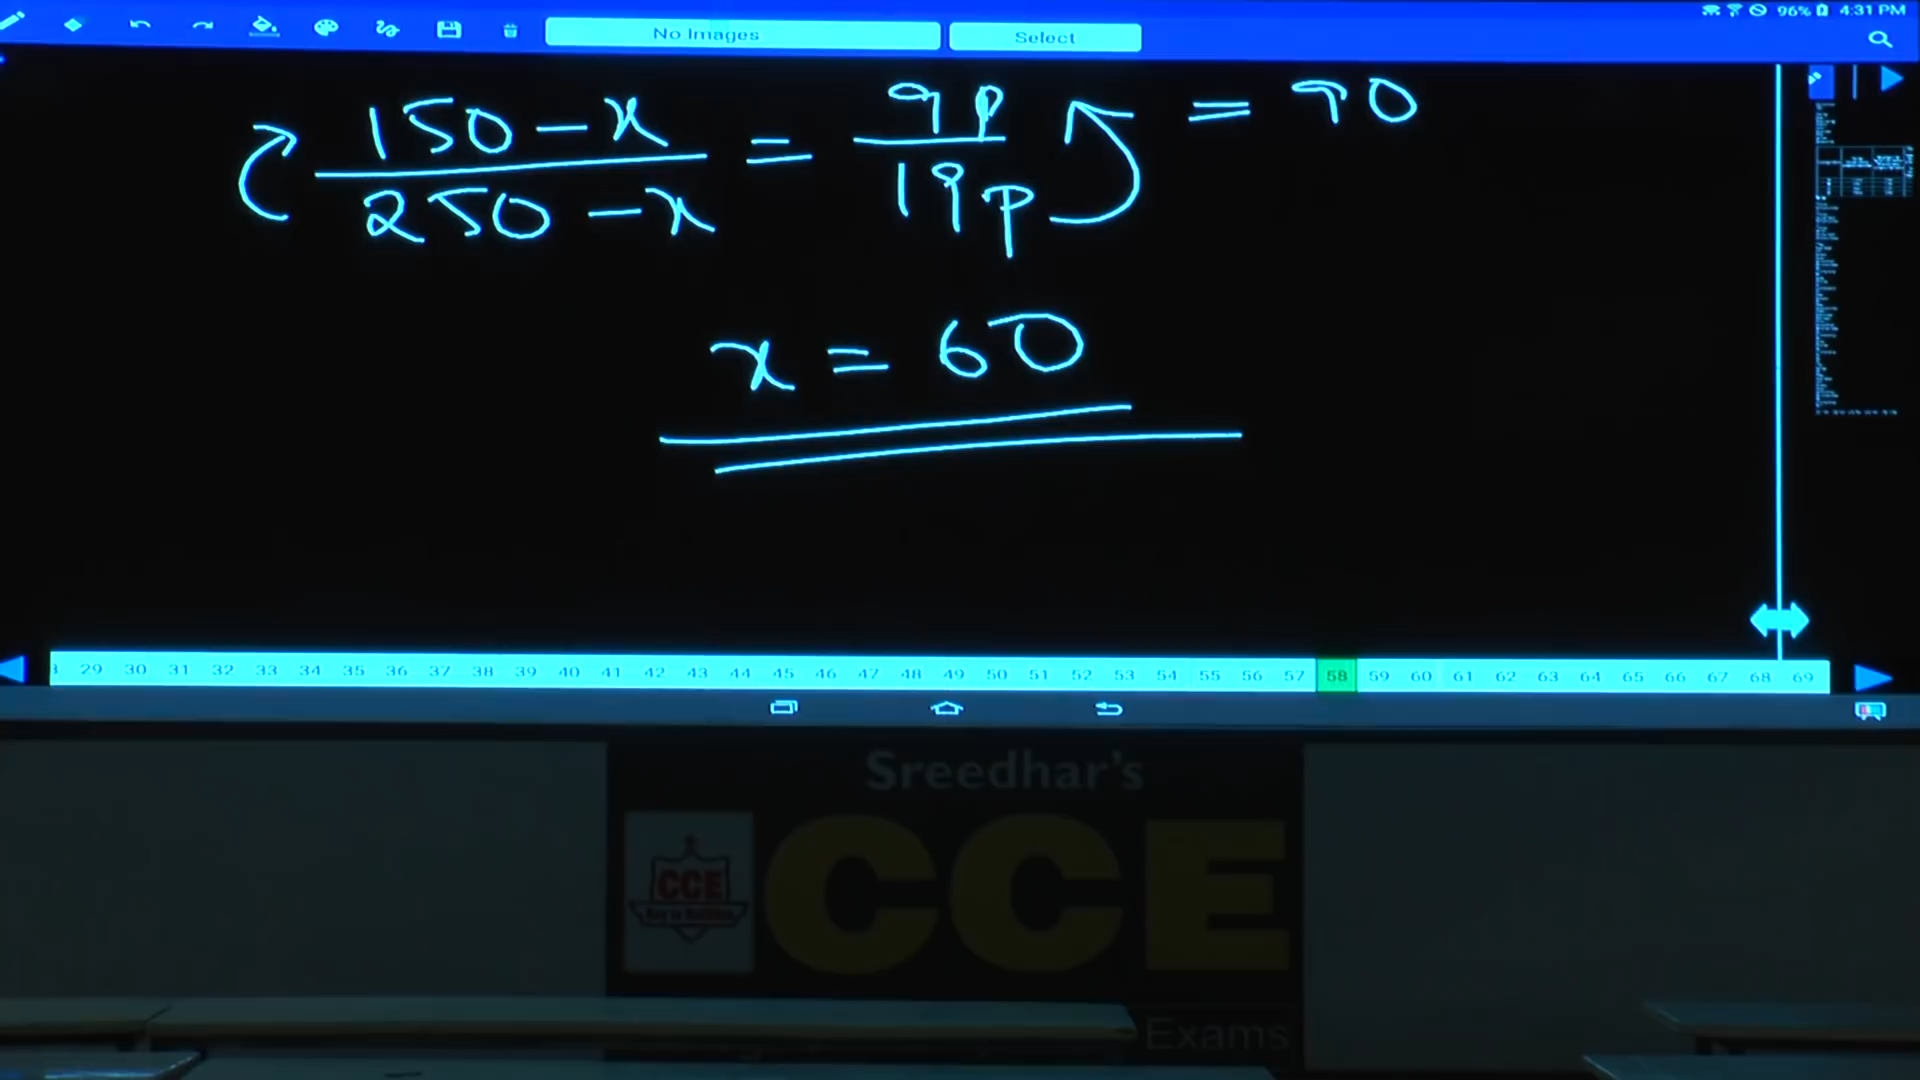 96% 4:31 PM
No Images Select
150 - x / 250 - x = 9p / 19p = 90
x = 60
29 30 31 32 33 34 35 36 37 38 39 40 41 42 43 44 45 46 47 48 49 50 51 52 53 54 55 56 57 58 59 60 61 62 63 64 65 66 67 68 69
Sreedhar's
CCE
CCE
Exams